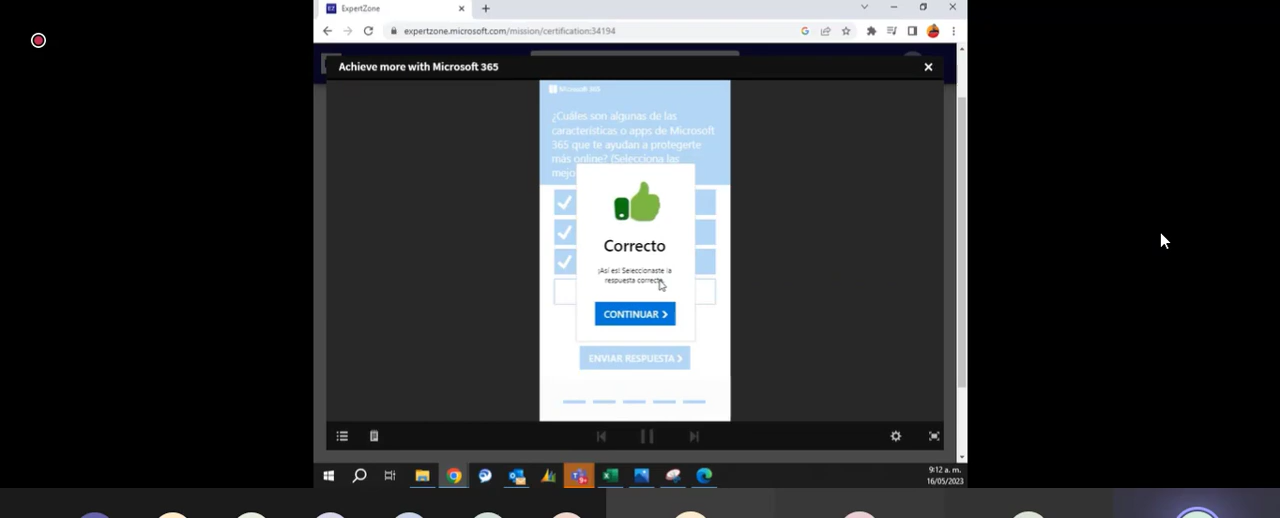 ExpertZone
expertzone.microsoft.com/mission/certification:34194
Achieve more with Microsoft 365
Microsoft 365
¿Cuáles son algunas de las
características o apps de Microsoft
365 que te ayudan a protegerte
más online? (Selecciona las
Correcto
¡Así es! Seleccionaste la
respuesta correcta.
CONTINUAR
ENVIAR RESPUESTA
9:12 a. m.
16/05/2023